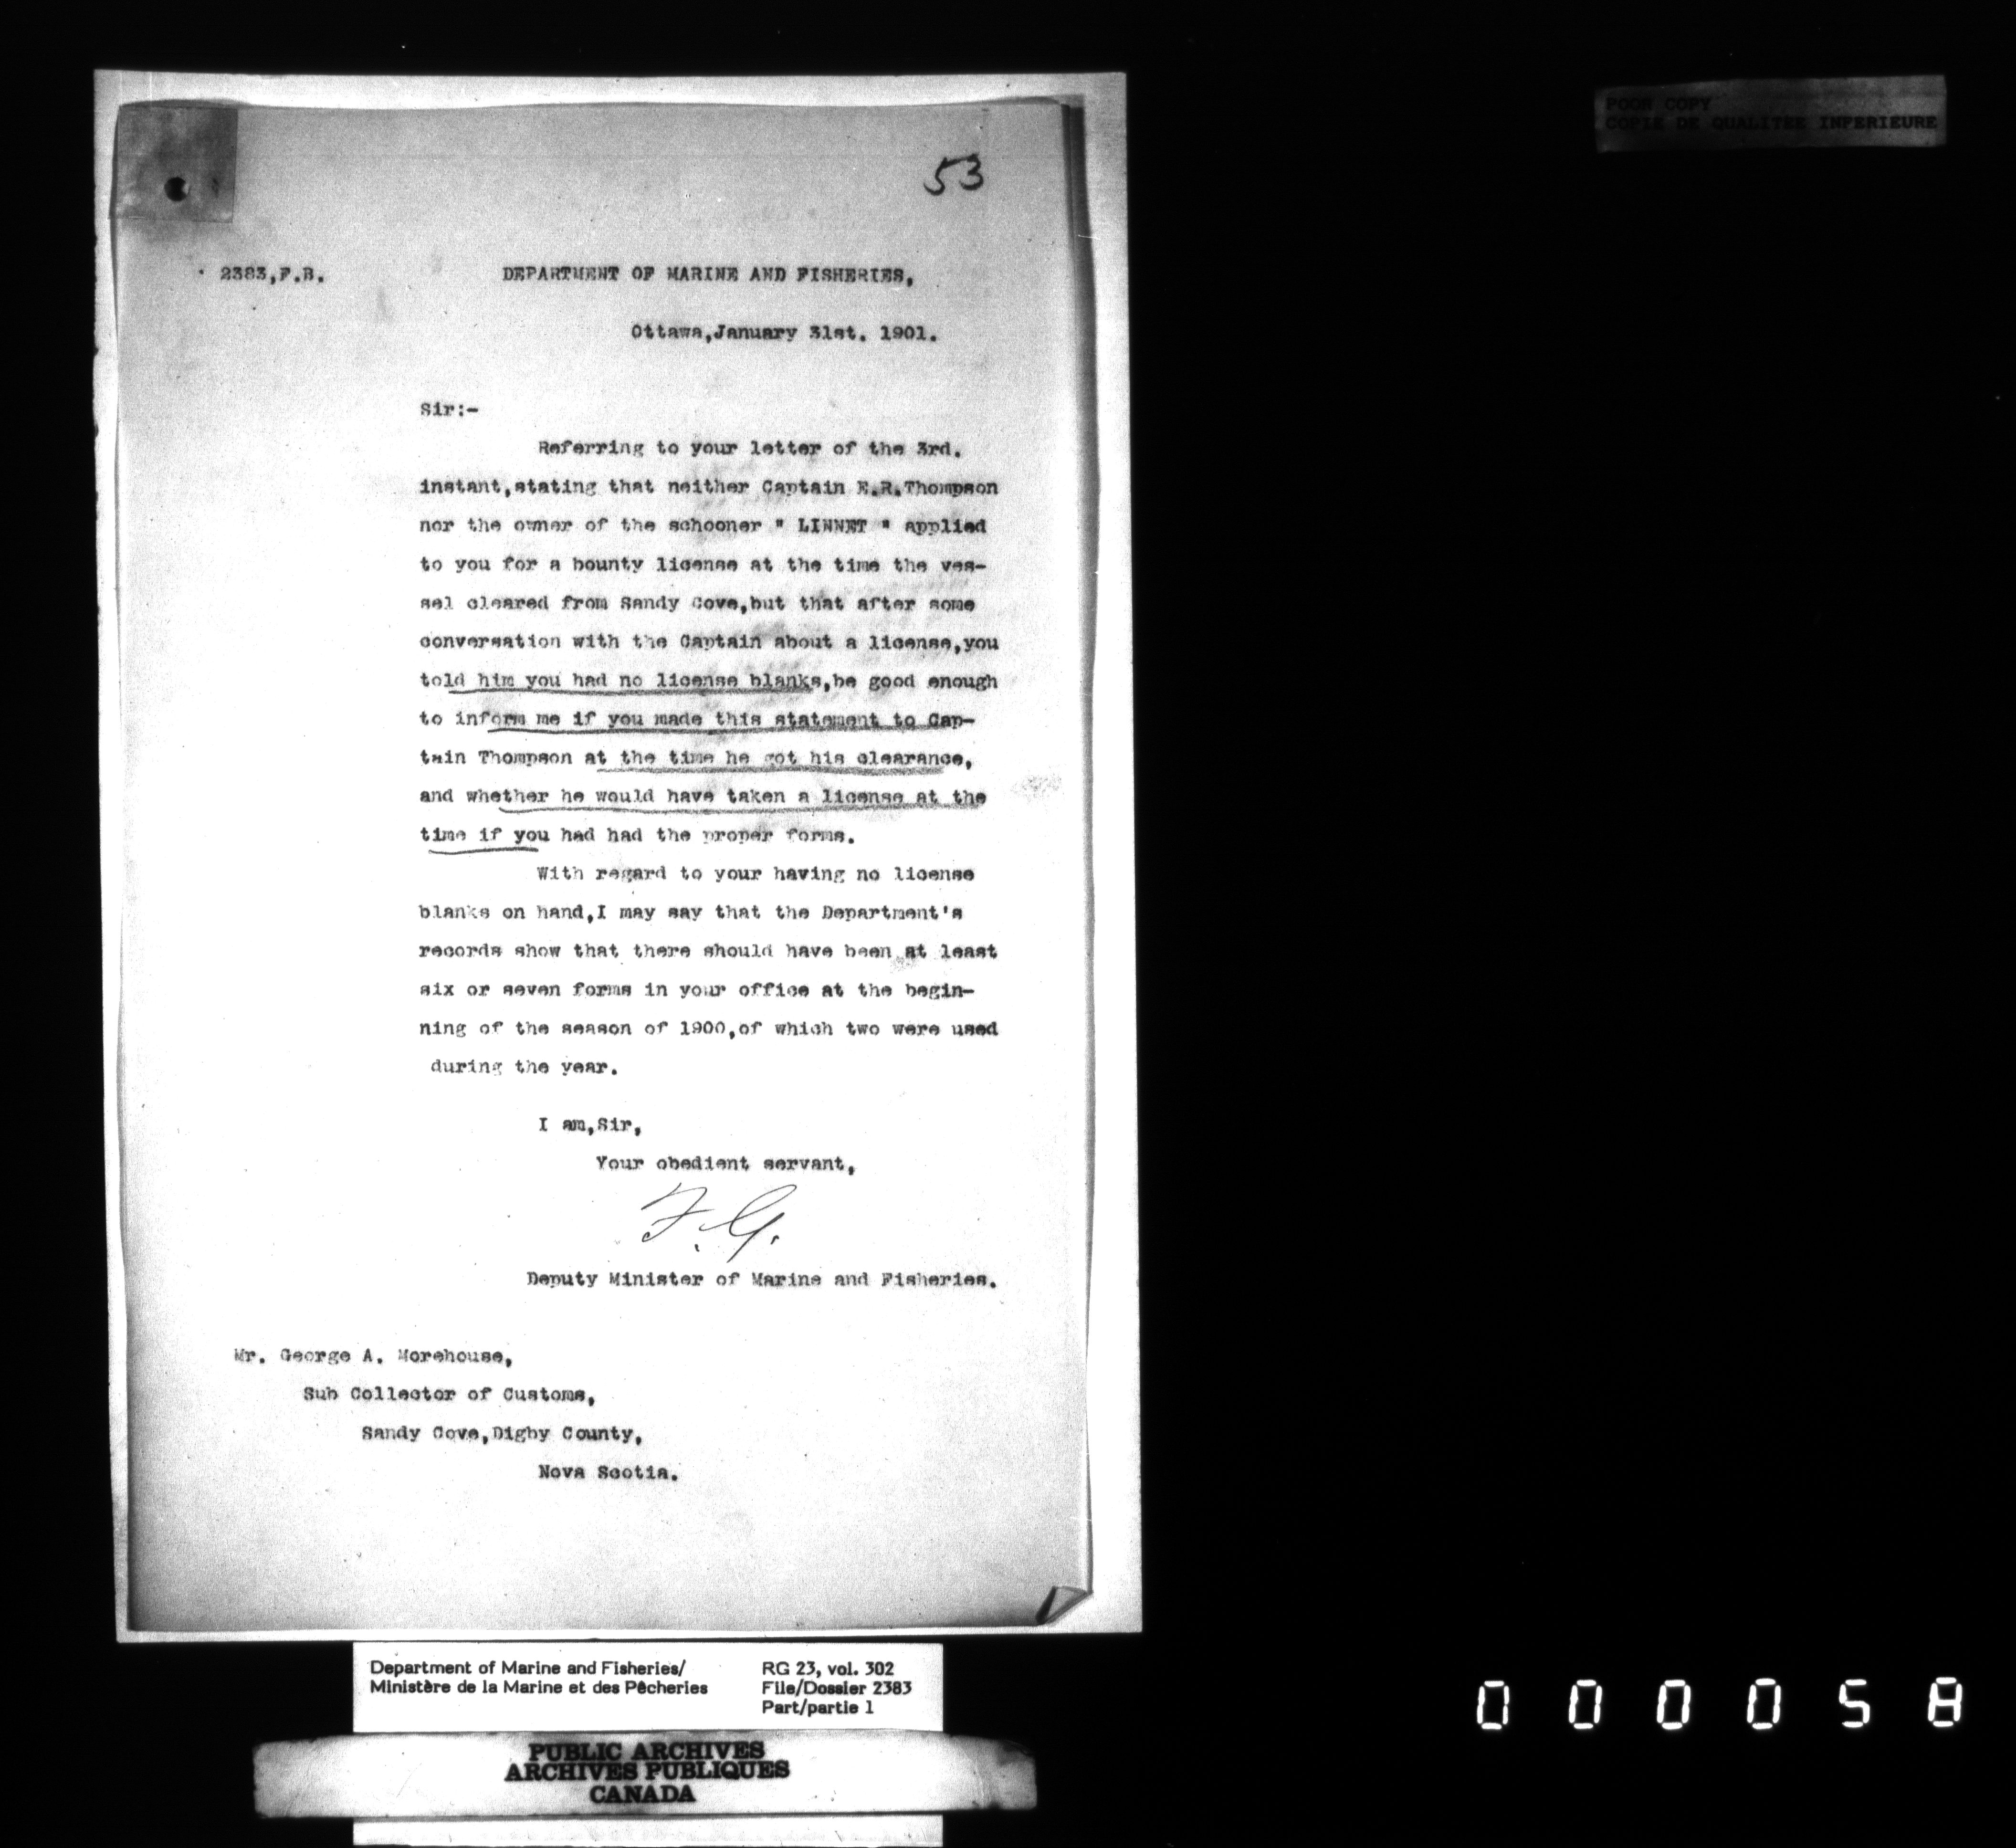 POOR COPY
COPIE DE QUALITEE INFERIEURE
53
2383,F.B.
DEPARTMENT OF MARINE AND FISHERIES,
Ottawa,January 31st. 1901.
Sir:-
Referring to your letter of the 3rd.
instant,stating that neither Captain E.R.Thompson
nor the owner of the schooner " LINNET " applied
to you for a bounty license at the time the ves-
sel cleared from Sandy Cove,but that after some
conversation with the Captain about a license,you
told him you had no license blanks,be good enough
to inform me if you made this statement to Cap-
tain Thompson at the time he got his clearance,
and whether he would have taken a license at the
time if you had had the proper forms.
With regard to your having no license
blanks on hand,I may say that the Department's
records show that there should have been at least
six or seven forms in your office at the begin-
ning of the season of 1900,of which two were used
during the year.
I am,Sir,
Your obedient servant,
F.G.
Deputy Minister of Marine and Fisheries.
Mr. George A. Morehouse,
Sub Collector of Customs,
Sandy Cove,Digby County,
Nova Scotia.
Department of Marine and Fisheries/
Ministère de la Marine et des Pêcheries
RG 23, vol. 302
File/Dossier 2383
Part/partie 1
PUBLIC ARCHIVES
ARCHIVES PUBLIQUES
CANADA
000058